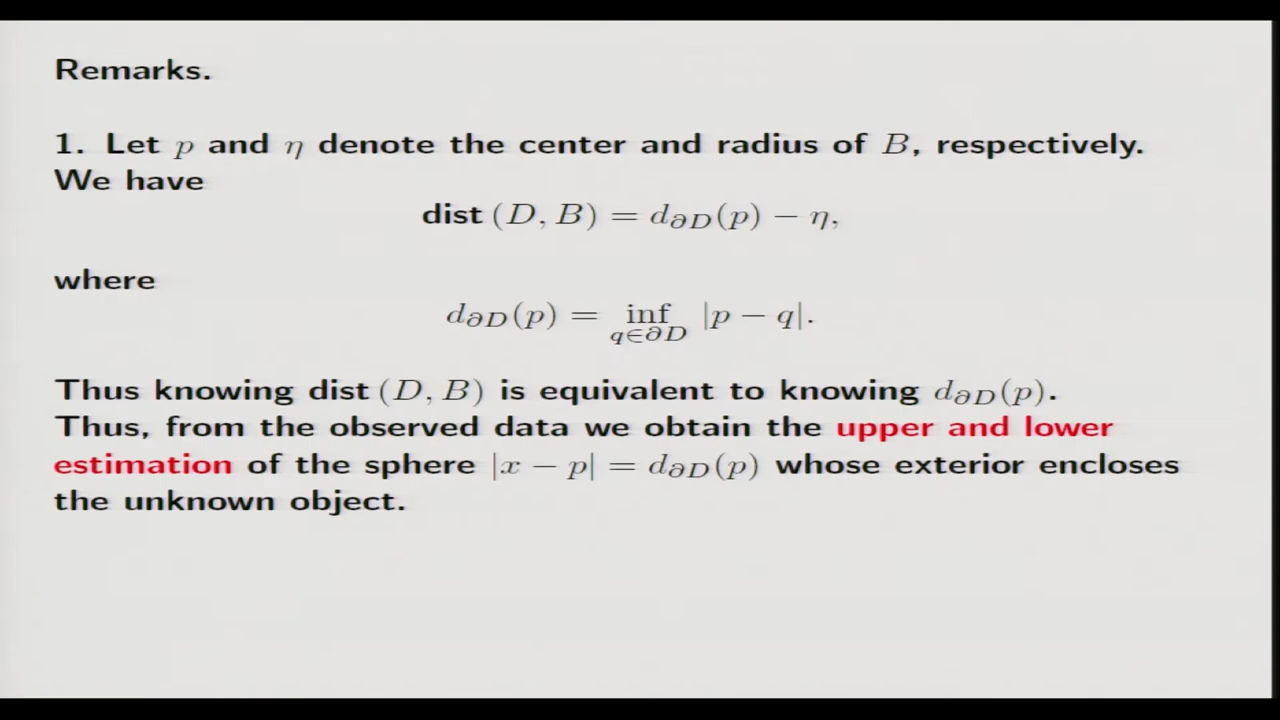 Remarks.
1. Let p and η denote the center and radius of B, respectively.
We have
dist (D, B) = d∂D(p) − η,
where
d∂D(p) = inf q∈∂D |p − q|.
Thus knowing dist (D, B) is equivalent to knowing d∂D(p).
Thus, from the observed data we obtain the upper and lower
estimation of the sphere |x − p| = d∂D(p) whose exterior encloses
the unknown object.